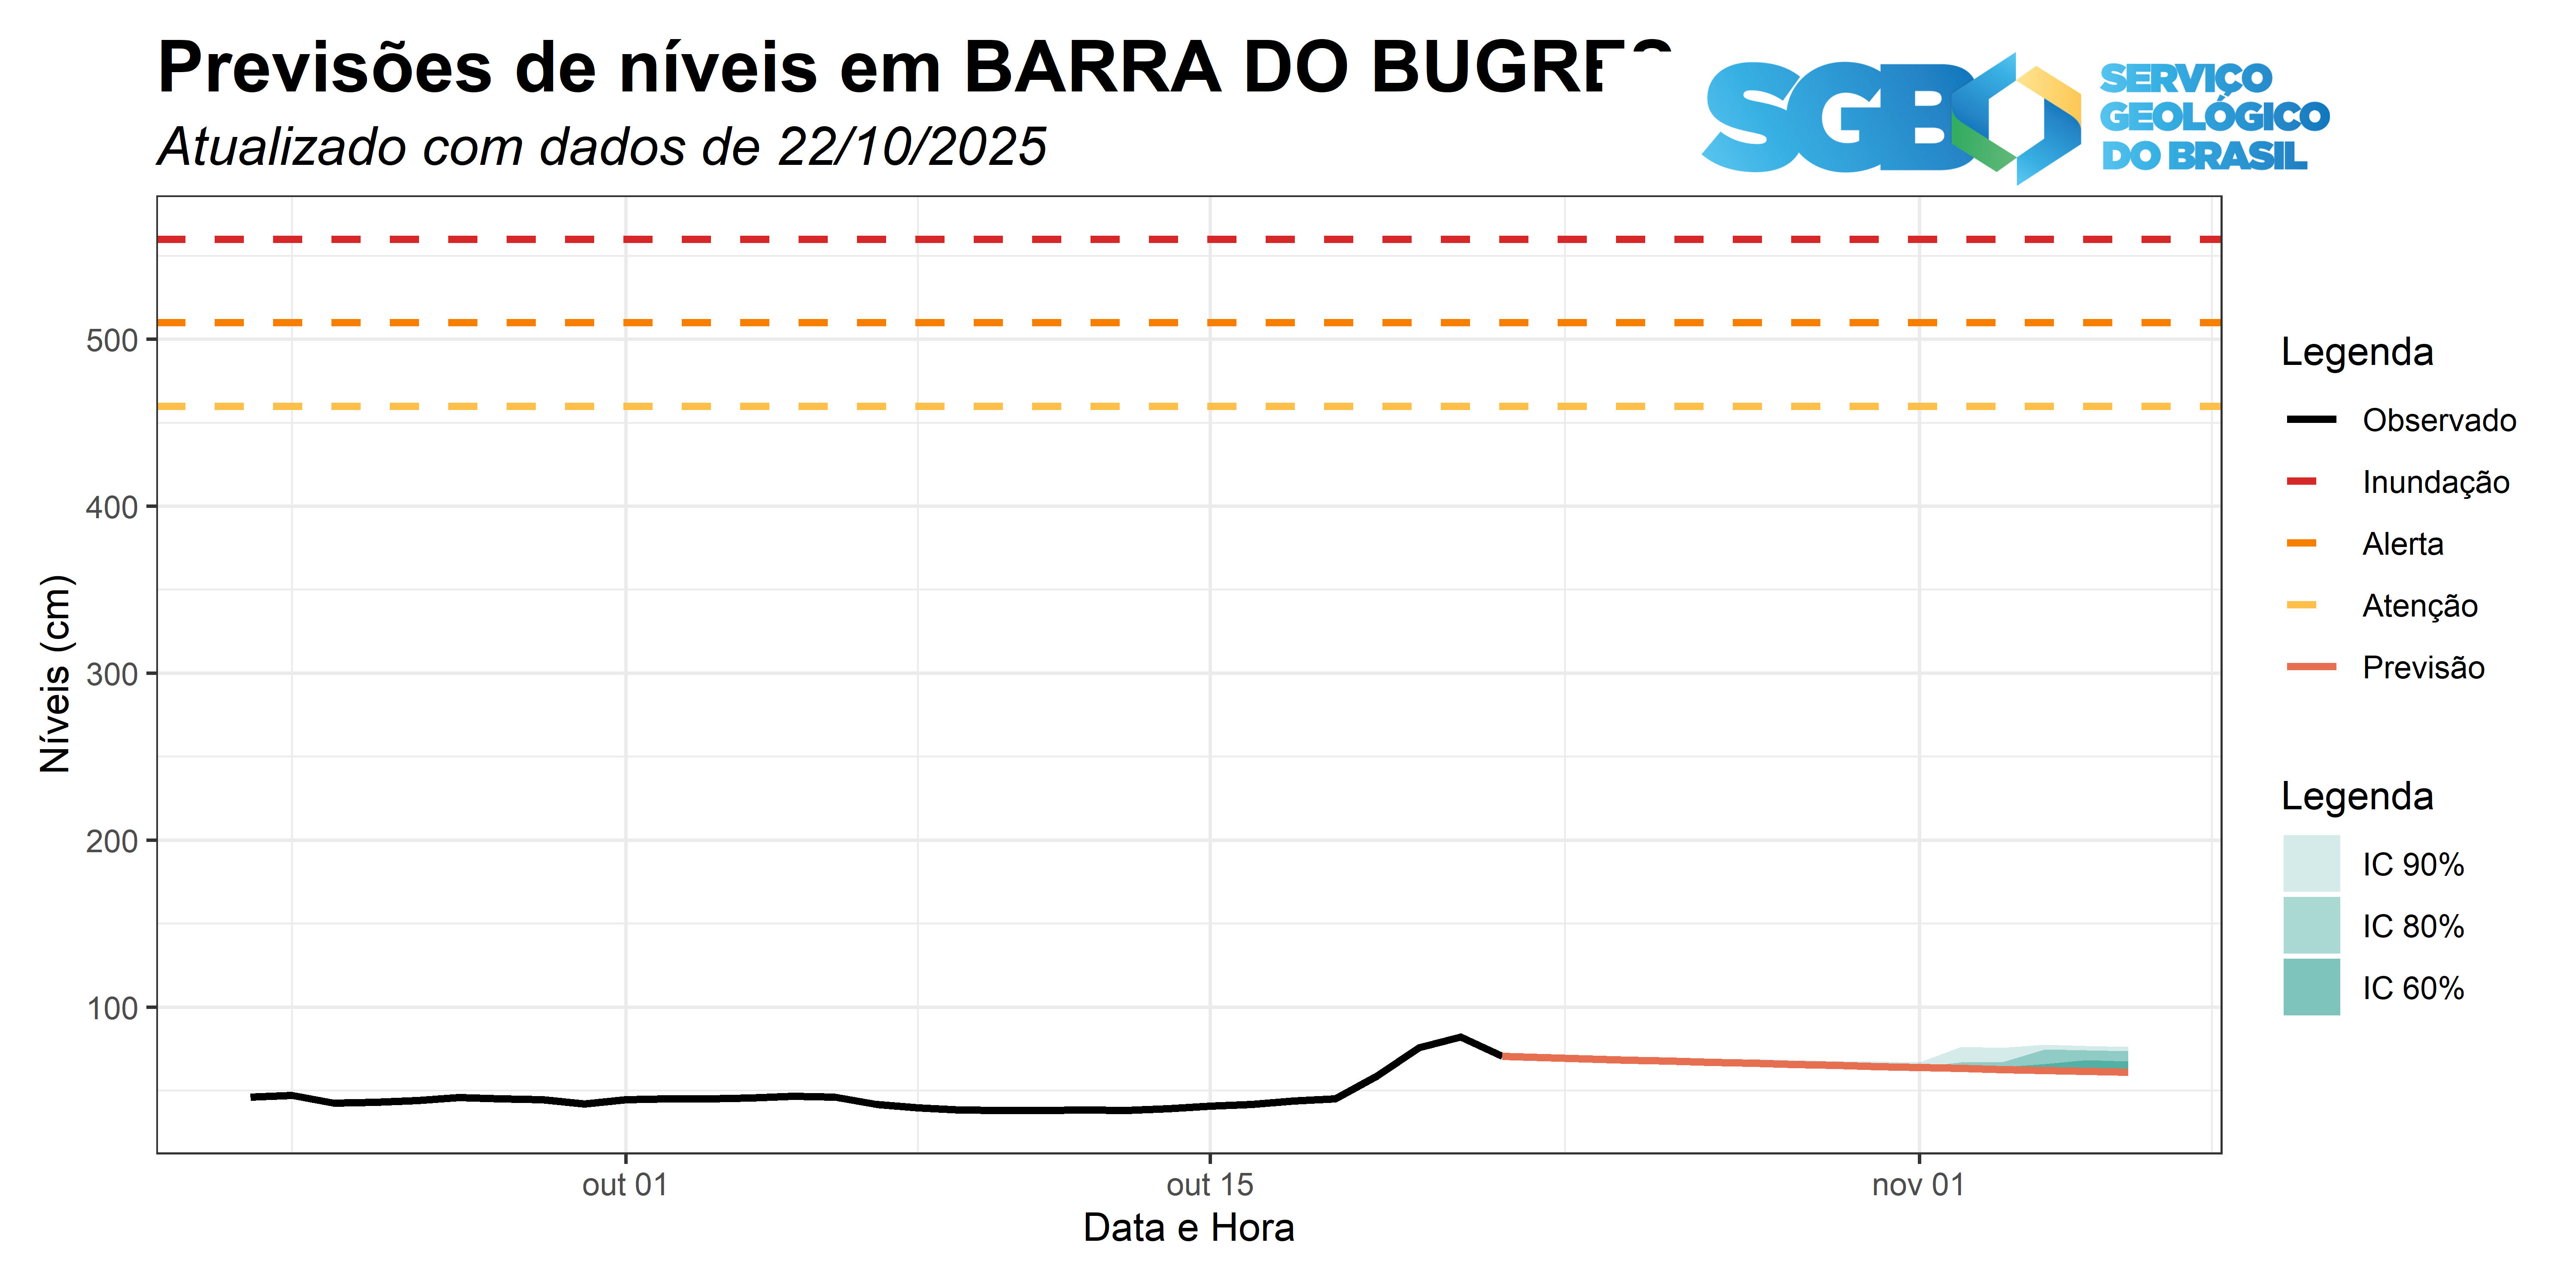 Previsões de níveis em BARRA DO BUGRES
Atualizado com dados de 22/10/2025
SGB
SERVIÇO
GEOLÓGICO
DO BRASIL
Níveis (cm)
500
400
300
200
100
out 01
out 15
nov 01
Data e Hora
Legenda
Observado
Inundação
Alerta
Atenção
Previsão
Legenda
IC 90%
IC 80%
IC 60%